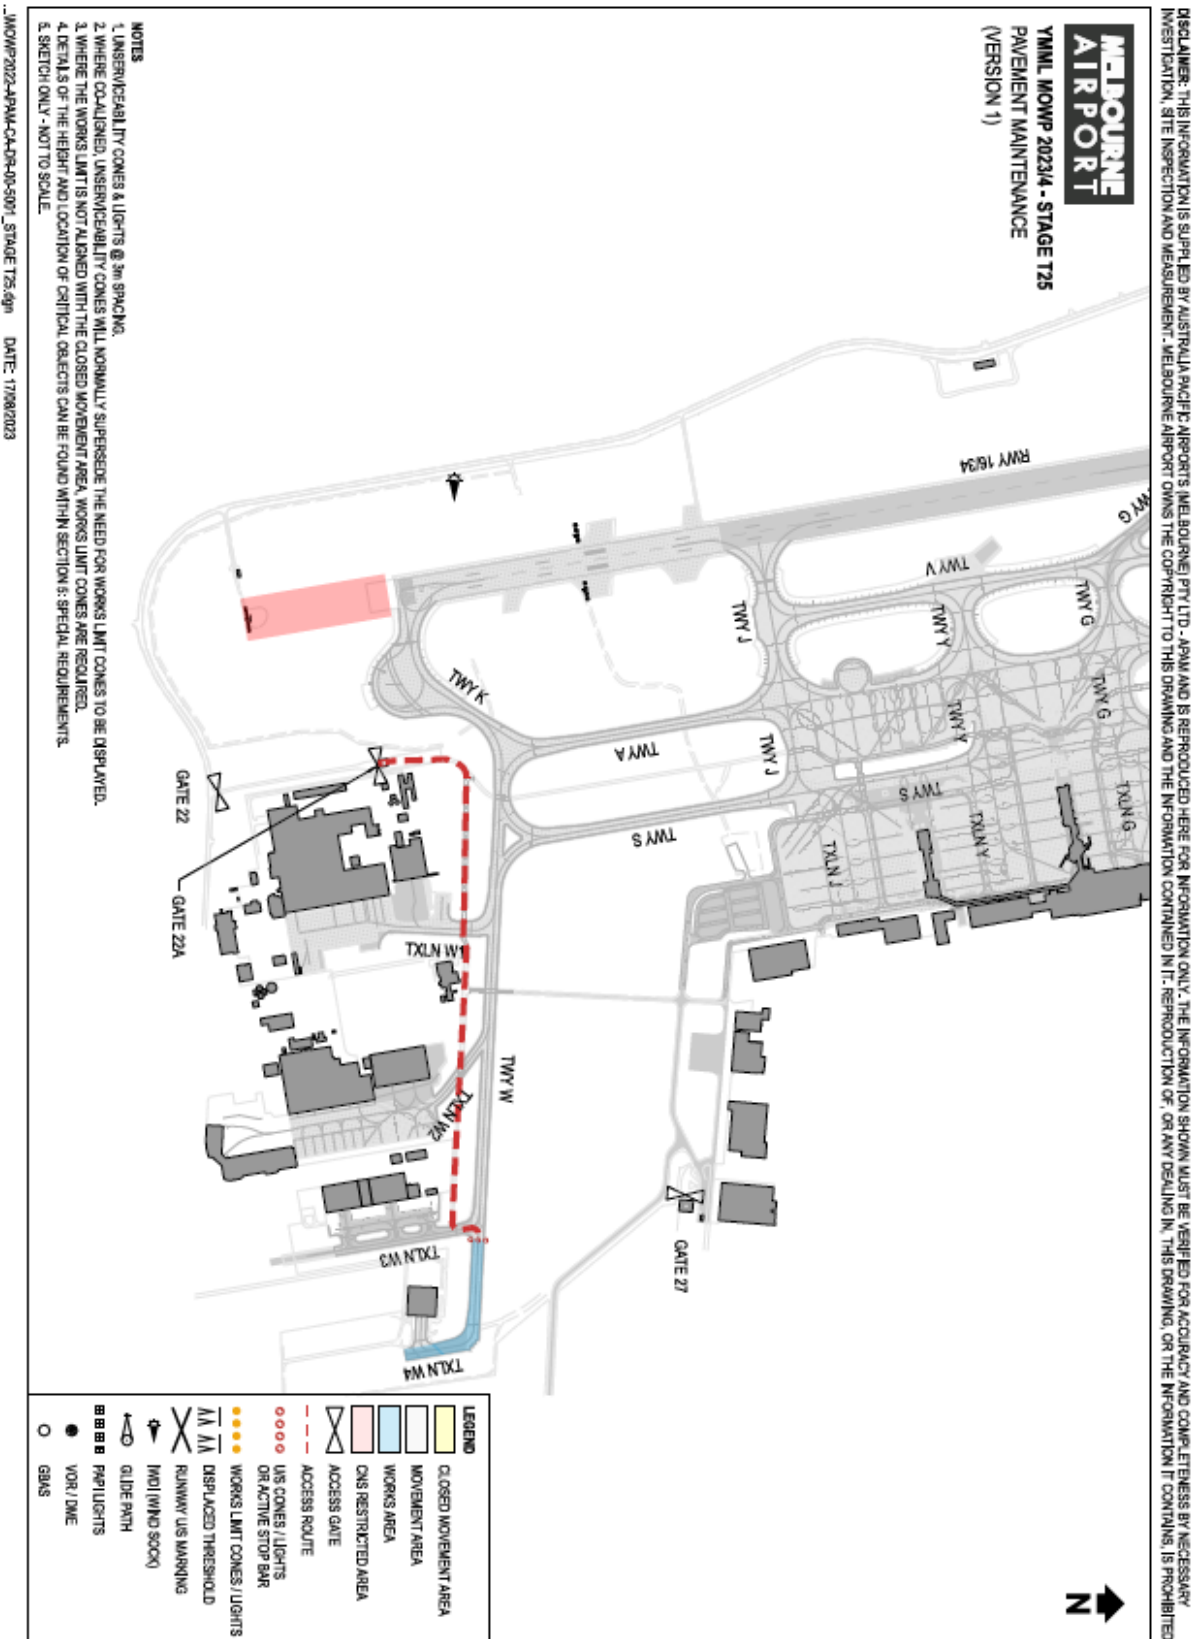 DISCLAIMER: THIS INFORMATION IS SUPPLIED BY AUSTRALIA PACIFIC AIRPORTS (MELBOURNE) PTY LTD - APAM AND IS REPRODUCED HERE FOR INFORMATION ONLY. THE INFORMATION SHOWN MUST BE VERIFIED FOR ACCURACY AND COMPLETENESS BY NECESSARY
INVESTIGATION, SITE INSPECTION AND MEASUREMENT. MELBOURNE AIRPORT OWNS THE COPYRIGHT TO THIS DRAWING AND THE INFORMATION CONTAINED IN IT. REPRODUCTION OF, OR ANY DEALING IN, THIS DRAWING, OR THE INFORMATION IT CONTAINS, IS PROHIBITED
MELBOURNE
AIRPORT
YMML MOWP 2023/4 - STAGE T25
PAVEMENT MAINTENANCE
(VERSION 1)
N
RWY 16/34
TWY G
TWY V
TWY G
TWY J
TWY Y
TWY G
TWY K
TWY Y
TWY A
TWY J
TWY S
TXLN G
TXLN Y
TWY S
TXLN J
GATE 22
GATE 22A
TXLN W1
TWY W
TXLN W2
GATE 27
TXLN W3
TXLN W4
NOTES
1. UNSERVICEABILITY CONES & LIGHTS @ 3m SPACING.
2. WHERE CO-ALIGNED, UNSERVICEABILITY CONES WILL NORMALLY SUPERSEDE THE NEED FOR WORKS LIMIT CONES TO BE DISPLAYED.
3. WHERE THE WORKS LIMIT IS NOT ALIGNED WITH THE CLOSED MOVEMENT AREA, WORKS LIMIT CONES ARE REQUIRED.
4. DETAILS OF THE HEIGHT AND LOCATION OF CRITICAL OBJECTS CAN BE FOUND WITHIN SECTION 5: SPECIAL REQUIREMENTS.
5. SKETCH ONLY - NOT TO SCALE.
LEGEND
CLOSED MOVEMENT AREA
MOVEMENT AREA
WORKS AREA
CNS RESTRICTED AREA
ACCESS GATE
ACCESS ROUTE
U/S CONES / LIGHTS
OR ACTIVE STOP BAR
WORKS LIMIT CONES / LIGHTS
DISPLACED THRESHOLD
RUNWAY U/S MARKING
IWDI (WIND SOCK)
GLIDE PATH
PAPI LIGHTS
VOR / DME
GBAS
...\MOWP2022-APAM-CA-DR-00-5001_STAGE T25.dgn DATE: 17/08/2023